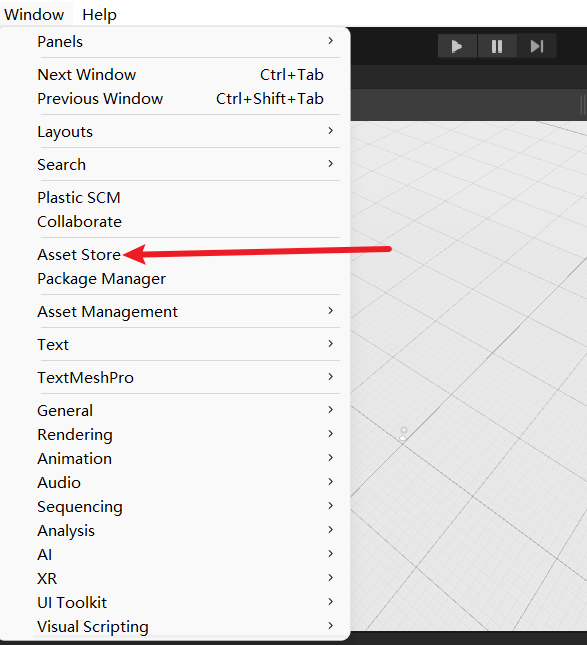 Window Help
Panels
Next Window Ctrl+Tab
Previous Window Ctrl+Shift+Tab
Layouts
Search
Plastic SCM
Collaborate
Asset Store
Package Manager
Asset Management
Text
TextMeshPro
General
Rendering
Animation
Audio
Sequencing
Analysis
AI
XR
UI Toolkit
Visual Scripting